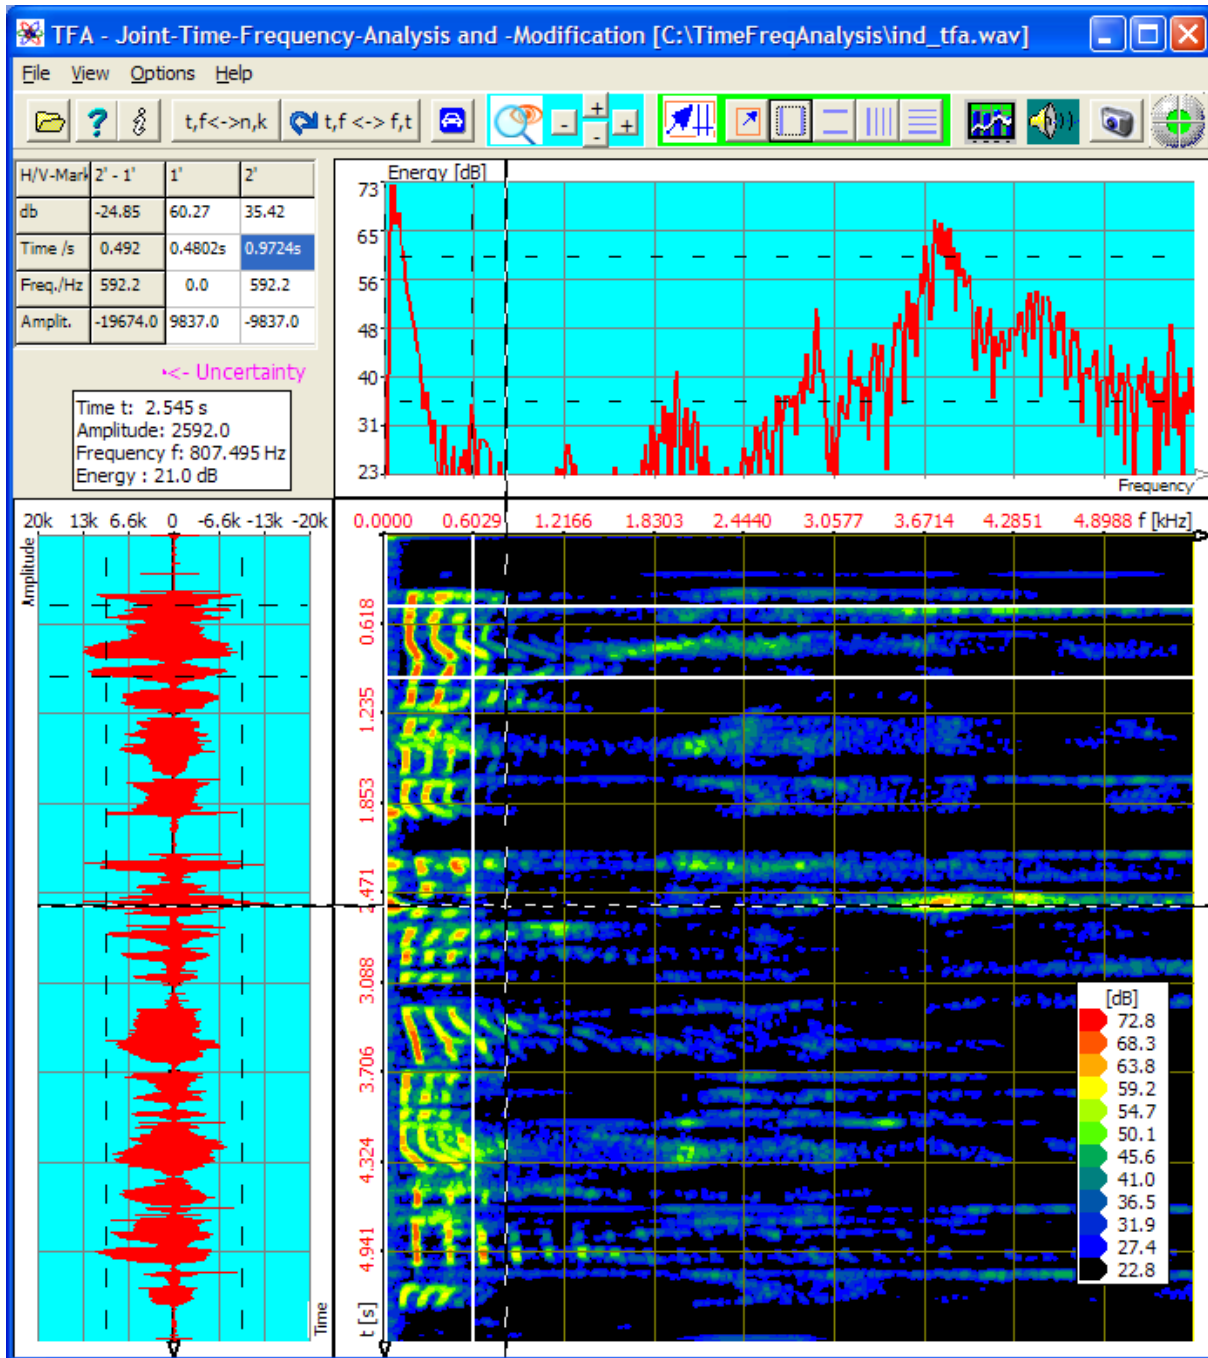 TFA - Joint-Time-Frequency-Analysis and -Modification [C:\TimeFreqAnalysis\ind_tfa.wav]
File View Options Help
t,f<->n,k t,f <-> f,t
H/V-Mark 2' - 1' 1' 2'
db -24.85 60.27 35.42
Time /s 0.492 0.4802s 0.9724s
Freq./Hz 592.2 0.0 592.2
Amplit. -19674.0 9837.0 -9837.0
<- Uncertainty
Time t: 2.545 s
Amplitude: 2592.0
Frequency f: 807.495 Hz
Energy : 21.0 dB
Energy [dB]
73
65
56
48
40
31
23
Frequency
20k 13k 6.6k 0 -6.6k -13k -20k
Amplitude
Time
0.0000 0.6029 1.2166 1.8303 2.4440 3.0577 3.6714 4.2851 4.8988 f [kHz]
0.618
1.235
1.853
2.471
3.088
3.706
4.324
4.941
t [s]
[dB]
72.8
68.3
63.8
59.2
54.7
50.1
45.6
41.0
36.5
31.9
27.4
22.8